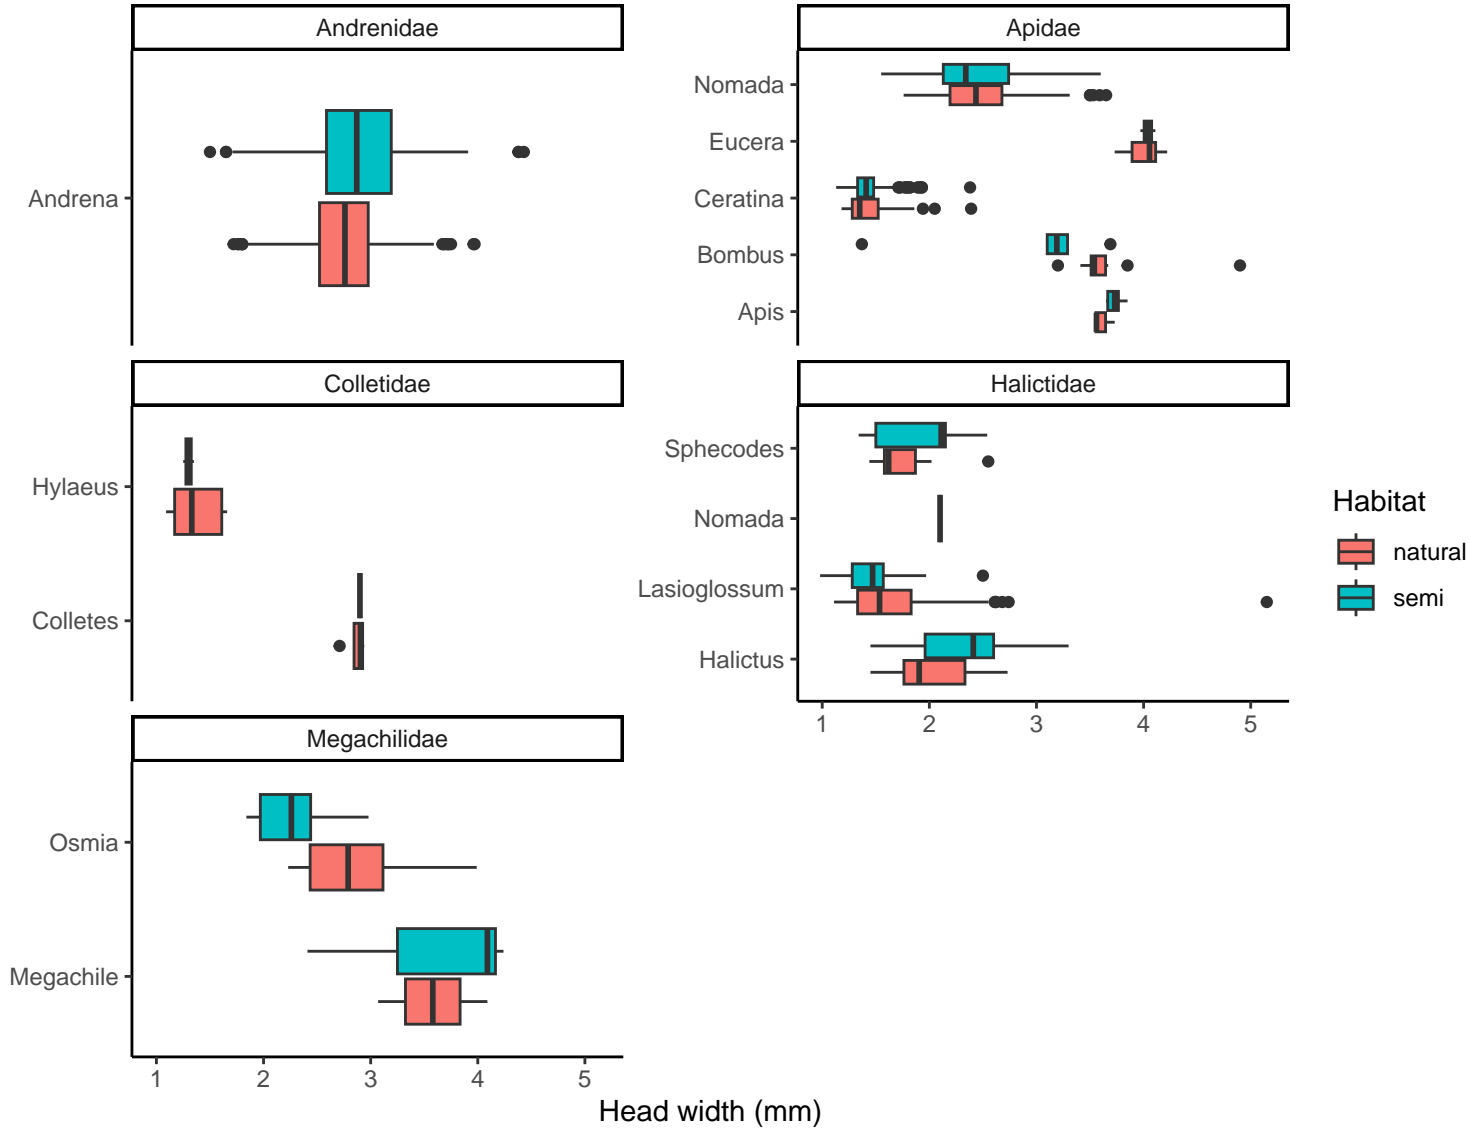 Andrenidae
Andrena
Apidae
Nomada
Eucera
Ceratina
Bombus
Apis
Colletidae
Hylaeus
Colletes
Halictidae
Sphecodes
Nomada
Lasioglossum
Halictus
1 2 3 4 5
Megachilidae
Osmia
Megachile
1 2 3 4 5
Head width (mm)
Habitat
natural
semi